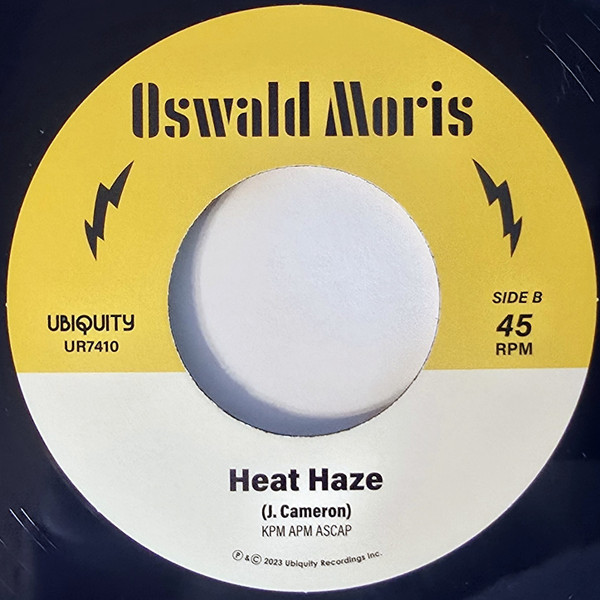 Oswald Moris
UBIQUITY
UR7410
SIDE B
45
RPM
Heat Haze
(J. Cameron)
KPM APM ASCAP
Ⓟ & © 2023 Ubiquity Recordings Inc.